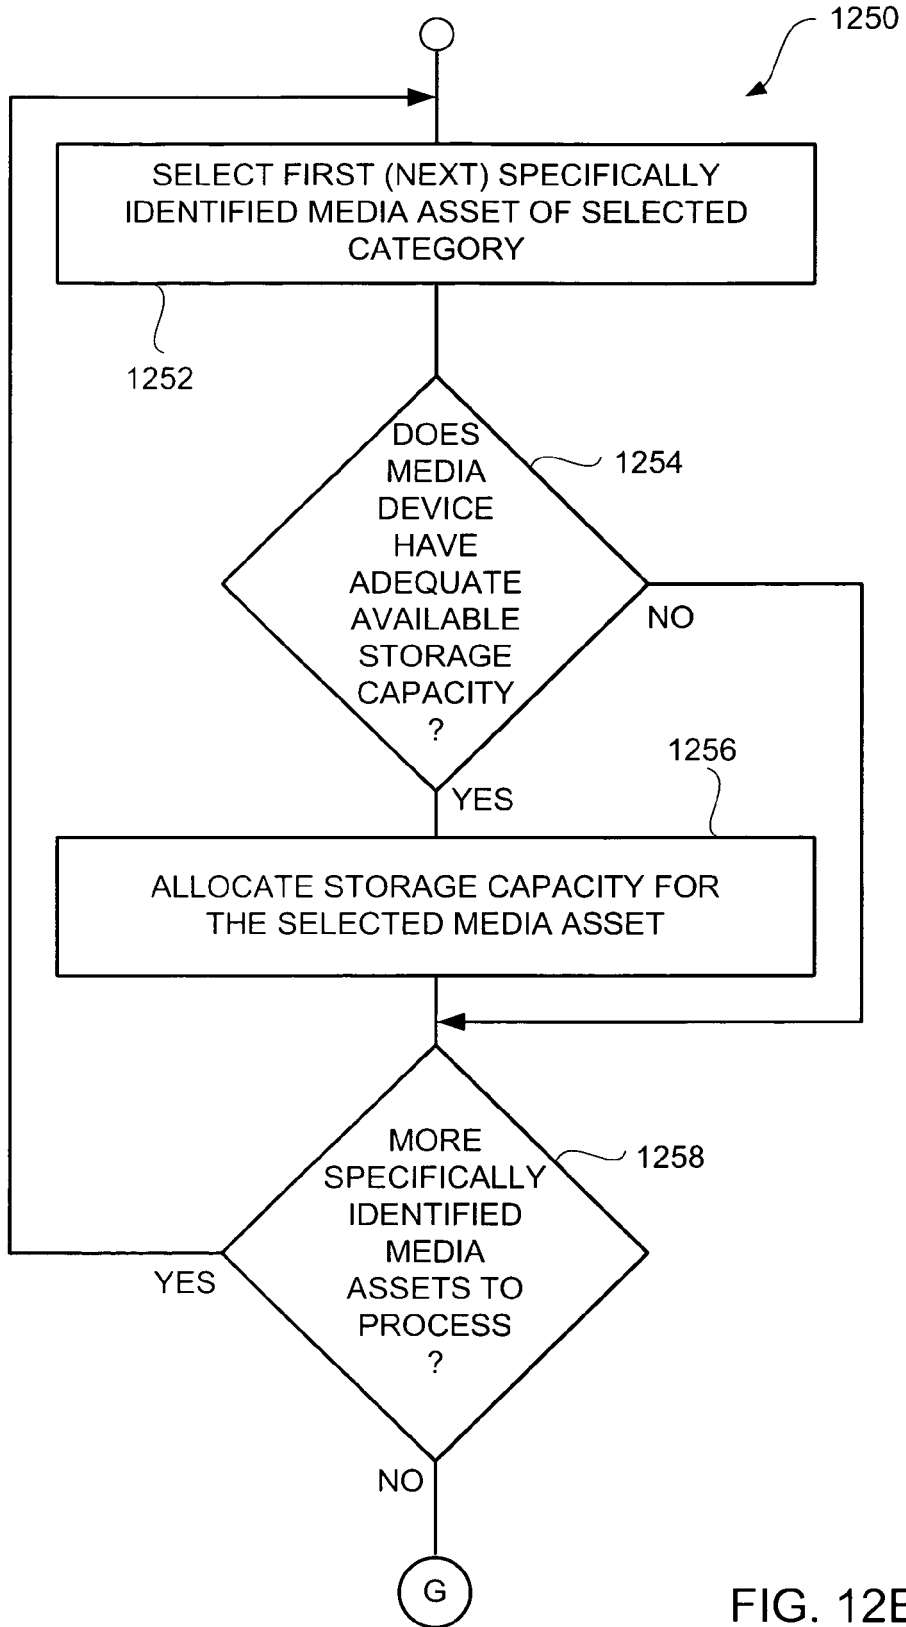 1250
SELECT FIRST (NEXT) SPECIFICALLY
IDENTIFIED MEDIA ASSET OF SELECTED
CATEGORY
1252
DOES
MEDIA
DEVICE
HAVE
ADEQUATE
AVAILABLE
STORAGE
CAPACITY
?
1254
NO
YES
1256
ALLOCATE STORAGE CAPACITY FOR
THE SELECTED MEDIA ASSET
MORE
SPECIFICALLY
IDENTIFIED
MEDIA
ASSETS TO
PROCESS
?
1258
YES
NO
G
FIG. 12B